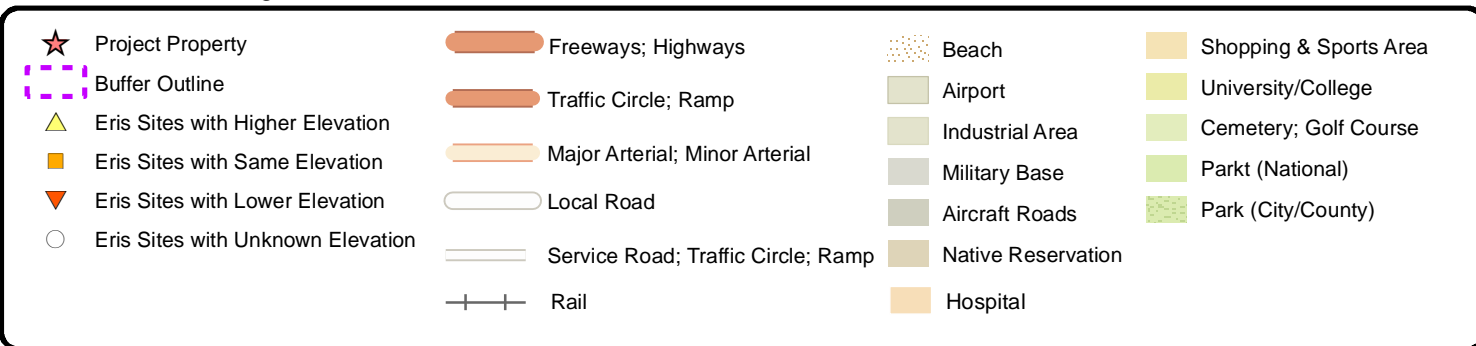 Project Property
Buffer Outline
Eris Sites with Higher Elevation
Eris Sites with Same Elevation
Eris Sites with Lower Elevation
Eris Sites with Unknown Elevation
Freeways; Highways
Traffic Circle; Ramp
Major Arterial; Minor Arterial
Local Road
Service Road; Traffic Circle; Ramp
Rail
Beach
Airport
Industrial Area
Military Base
Aircraft Roads
Native Reservation
Hospital
Shopping & Sports Area
University/College
Cemetery; Golf Course
Parkt (National)
Park (City/County)